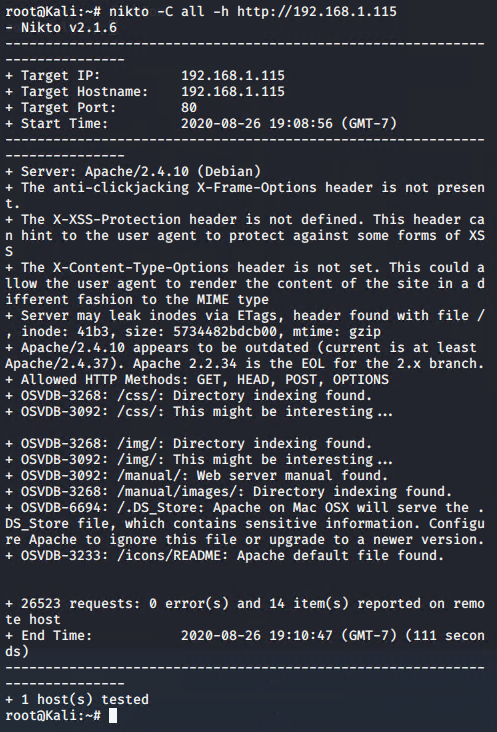 root@Kali:~# nikto -C all -h http://192.168.1.115
- Nikto v2.1.6
------------------------------------------------------------
---------------
+ Target IP:          192.168.1.115
+ Target Hostname:    192.168.1.115
+ Target Port:        80
+ Start Time:         2020-08-26 19:08:56 (GMT-7)
------------------------------------------------------------
---------------
+ Server: Apache/2.4.10 (Debian)
+ The anti-clickjacking X-Frame-Options header is not presen
t.
+ The X-XSS-Protection header is not defined. This header ca
n hint to the user agent to protect against some forms of XS
S
+ The X-Content-Type-Options header is not set. This could a
llow the user agent to render the content of the site in a d
ifferent fashion to the MIME type
+ Server may leak inodes via ETags, header found with file /
, inode: 41b3, size: 5734482bdcb00, mtime: gzip
+ Apache/2.4.10 appears to be outdated (current is at least
Apache/2.4.37). Apache 2.2.34 is the EOL for the 2.x branch.
+ Allowed HTTP Methods: GET, HEAD, POST, OPTIONS
+ OSVDB-3268: /css/: Directory indexing found.
+ OSVDB-3092: /css/: This might be interesting...
+ OSVDB-3268: /img/: Directory indexing found.
+ OSVDB-3092: /img/: This might be interesting...
+ OSVDB-3092: /manual/: Web server manual found.
+ OSVDB-3268: /manual/images/: Directory indexing found.
+ OSVDB-6694: /.DS_Store: Apache on Mac OSX will serve the .
DS_Store file, which contains sensitive information. Configu
re Apache to ignore this file or upgrade to a newer version.
+ OSVDB-3233: /icons/README: Apache default file found.
+ 26523 requests: 0 error(s) and 14 item(s) reported on remo
te host
+ End Time:           2020-08-26 19:10:47 (GMT-7) (111 secon
ds)
------------------------------------------------------------
---------------
+ 1 host(s) tested
root@Kali:~#